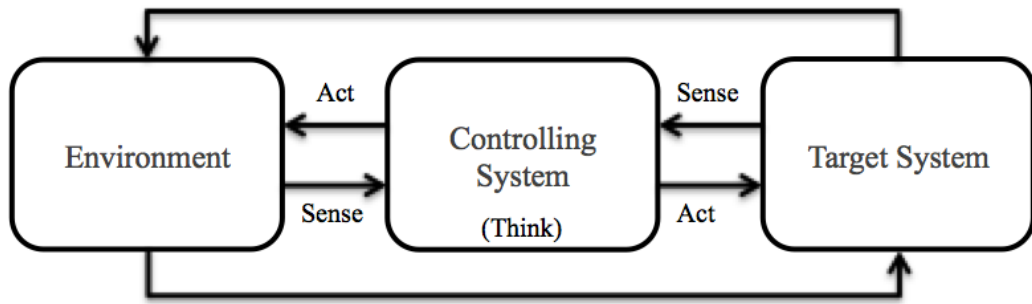 Act
Sense
Environment
Controlling
System
Target System
Sense
(Think)
Act